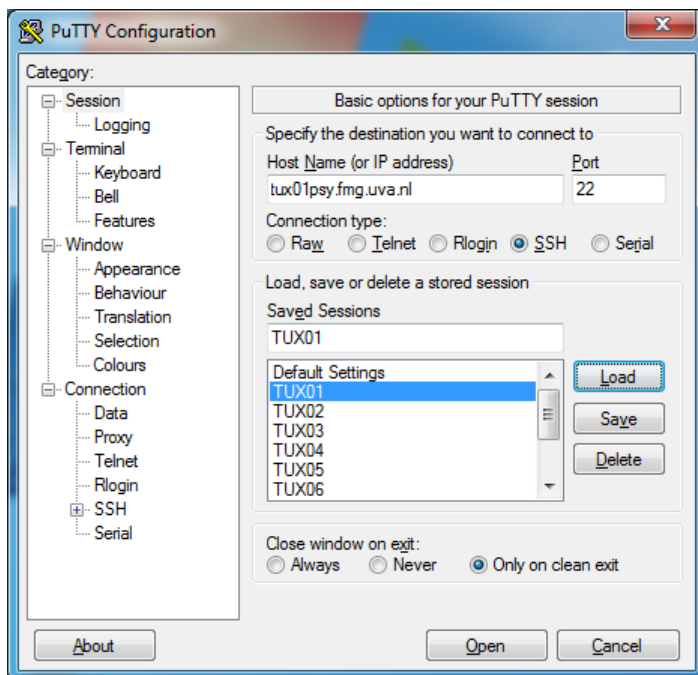 PuTTY Configuration
Category:
Session
Logging
Terminal
Keyboard
Bell
Features
Window
Appearance
Behaviour
Translation
Selection
Colours
Connection
Data
Proxy
Telnet
Rlogin
SSH
Serial
Basic options for your PuTTY session
Specify the destination you want to connect to
Host Name (or IP address) Port
tux01psy.fmg.uva.nl 22
Connection type:
Raw Telnet Rlogin SSH Serial
Load, save or delete a stored session
Saved Sessions
TUX01
Default Settings
TUX01
TUX02
TUX03
TUX04
TUX05
TUX06
Load
Save
Delete
Close window on exit:
Always Never Only on clean exit
About Open Cancel